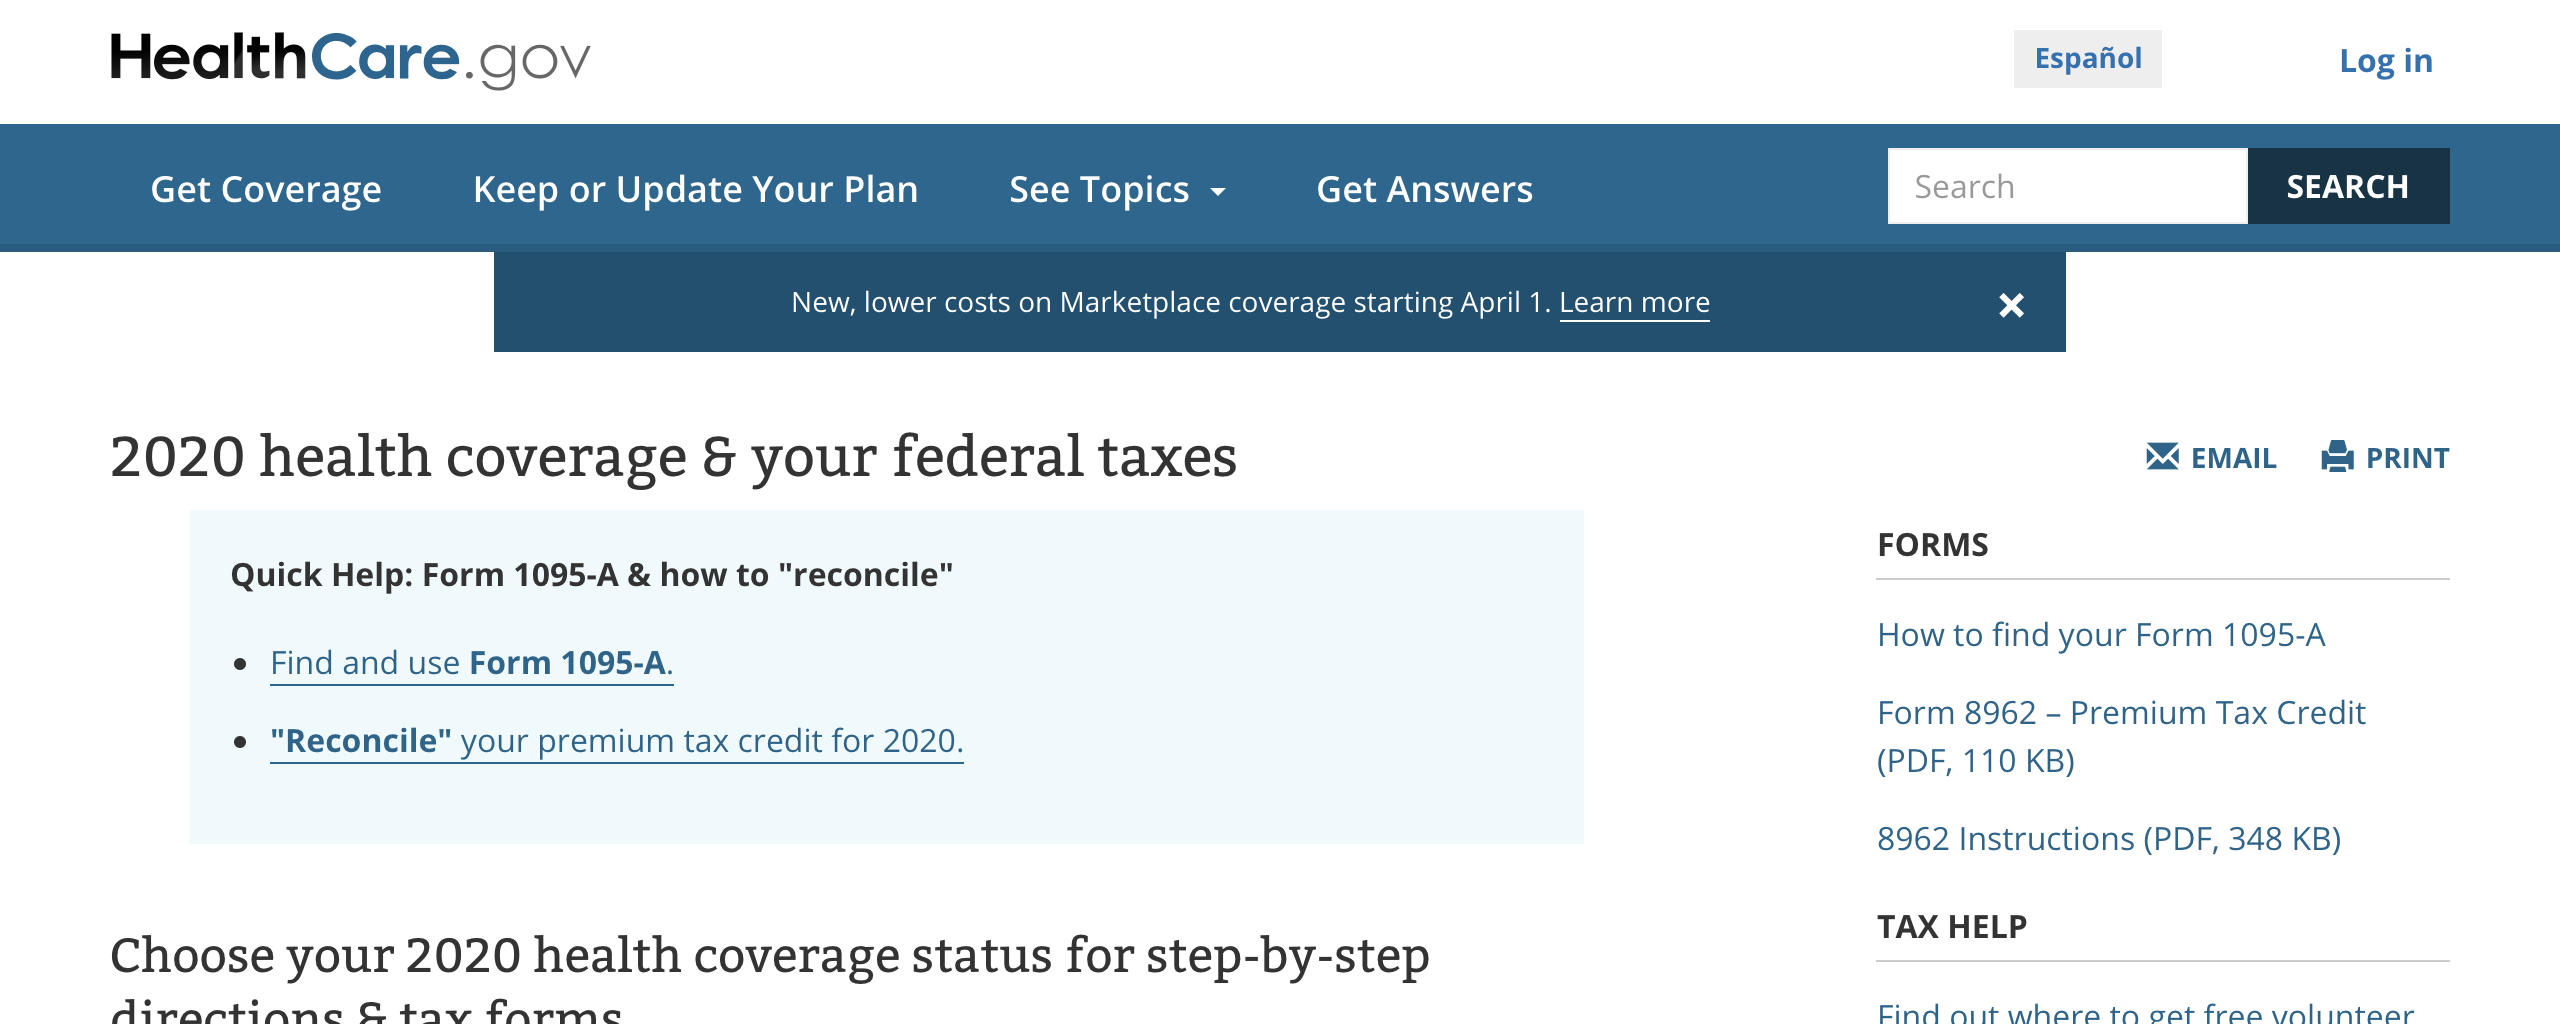 HealthCare.gov
Español
Log in
Get Coverage
Keep or Update Your Plan
See Topics
Get Answers
Search
SEARCH
New, lower costs on Marketplace coverage starting April 1. Learn more
2020 health coverage & your federal taxes
EMAIL
PRINT
Quick Help: Form 1095-A & how to "reconcile"
Find and use Form 1095-A.
"Reconcile" your premium tax credit for 2020.
Choose your 2020 health coverage status for step-by-step
directions & tax forms
FORMS
How to find your Form 1095-A
Form 8962 – Premium Tax Credit
(PDF, 110 KB)
8962 Instructions (PDF, 348 KB)
TAX HELP
Find out where to get free volunteer